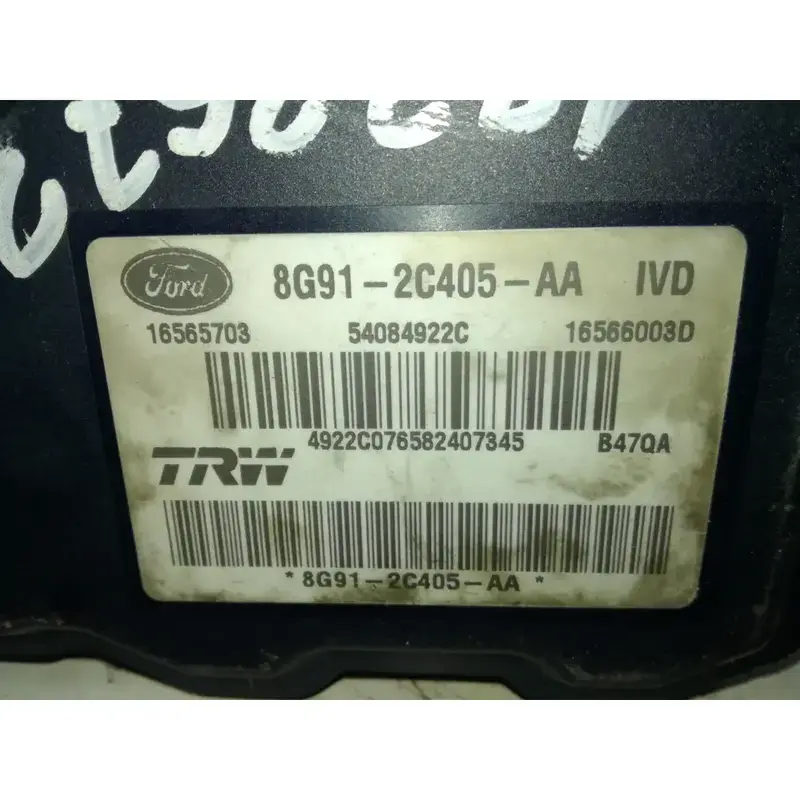 Ford 8G91-2C405-AA IVD
16565703 54084922C 16566003D
4922C076582407345 B47QA
TRW
*8G91-2C405-AA*